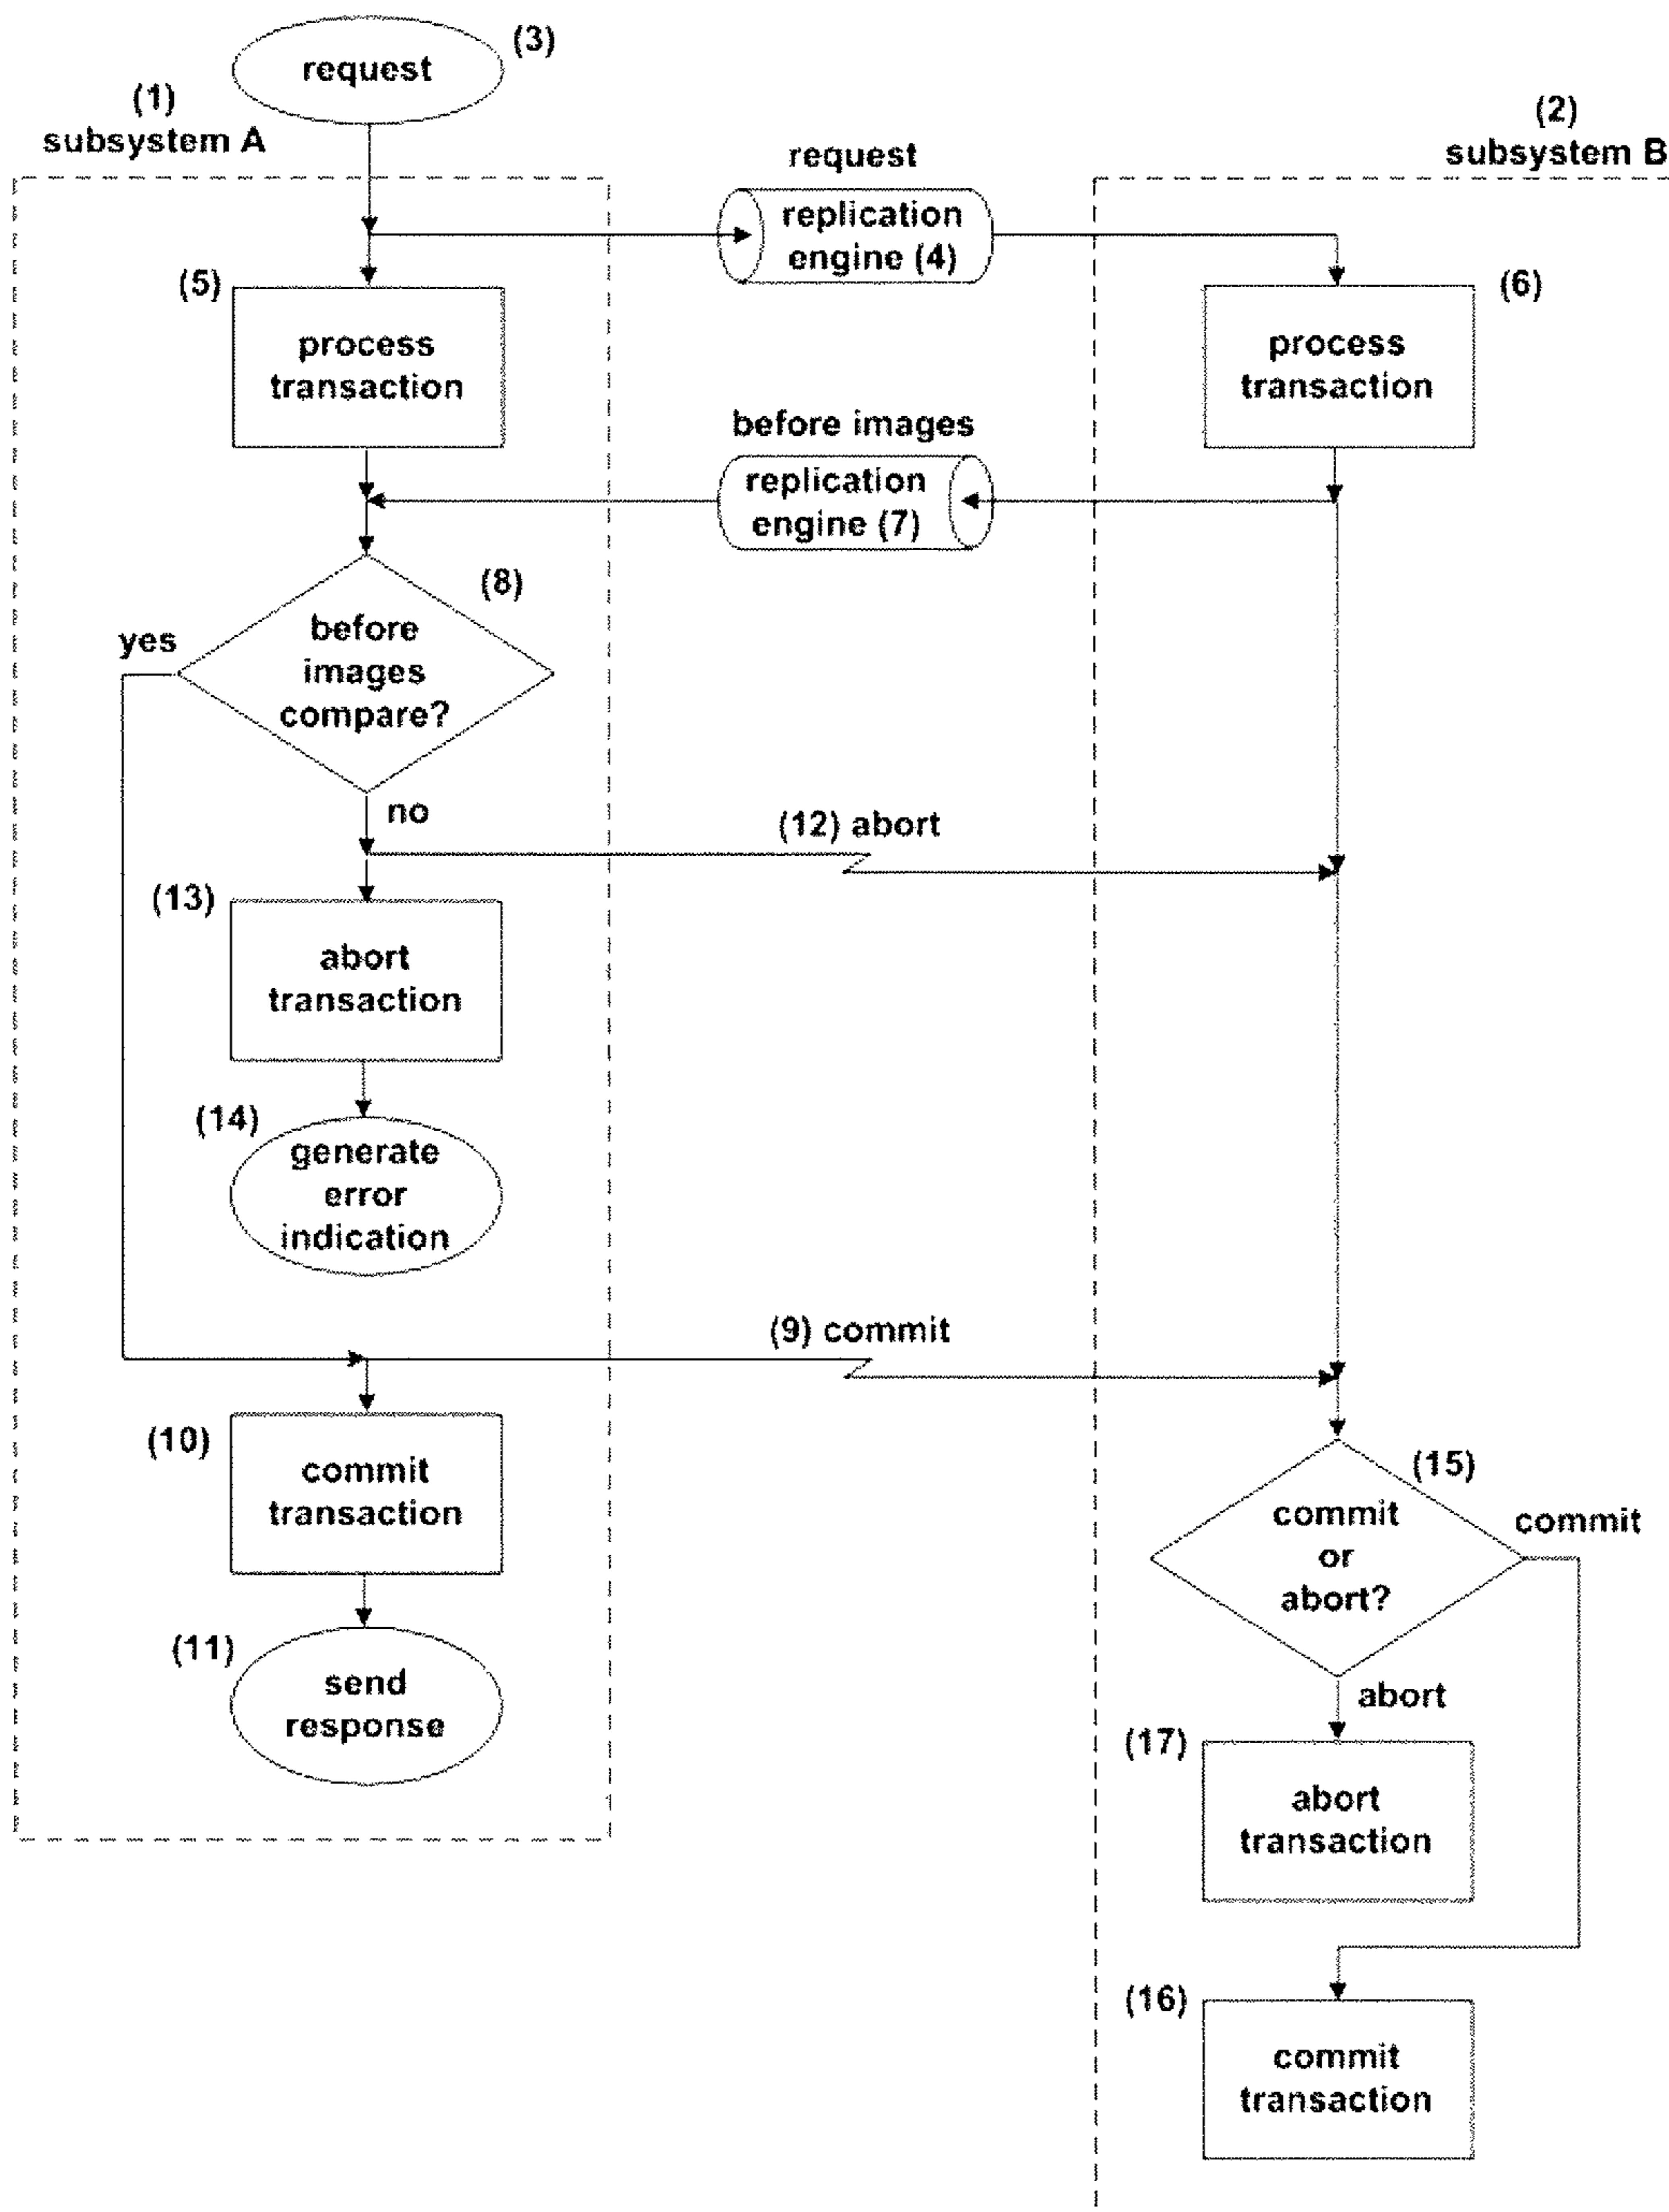 request
(3)
(1)
subsystem A
(2)
subsystem B
request
replication
engine (4)
(5)
process
transaction
(6)
process
transaction
before images
replication
engine (7)
(8)
before
images
compare?
yes
no
(12) abort
(13)
abort
transaction
(14)
generate
error
indication
(9) commit
(10)
commit
transaction
(11)
send
response
(15)
commit
or
abort?
commit
abort
(17)
abort
transaction
(16)
commit
transaction